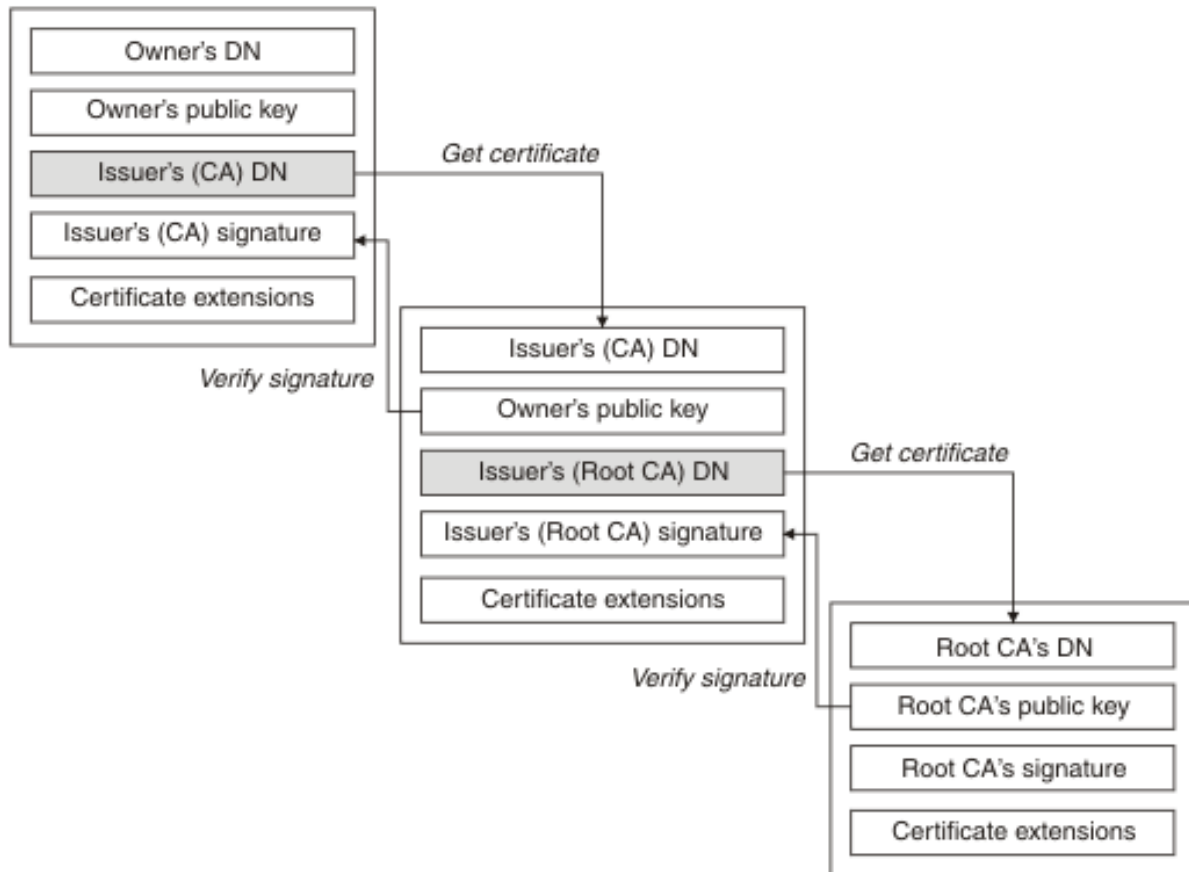 Owner's DN
Owner's public key
Issuer's (CA) DN
Issuer's (CA) signature
Certificate extensions
Get certificate
Verify signature
Issuer's (CA) DN
Owner's public key
Issuer's (Root CA) DN
Issuer's (Root CA) signature
Certificate extensions
Get certificate
Verify signature
Root CA's DN
Root CA's public key
Root CA's signature
Certificate extensions